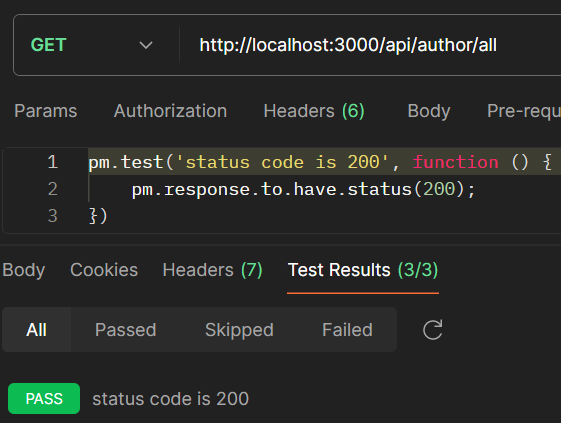 GET http://localhost:3000/api/author/all
Params Authorization Headers (6) Body Pre-requ
1 pm.test('status code is 200', function () {
2 pm.response.to.have.status(200);
3 })
Body Cookies Headers (7) Test Results (3/3)
All Passed Skipped Failed
PASS status code is 200